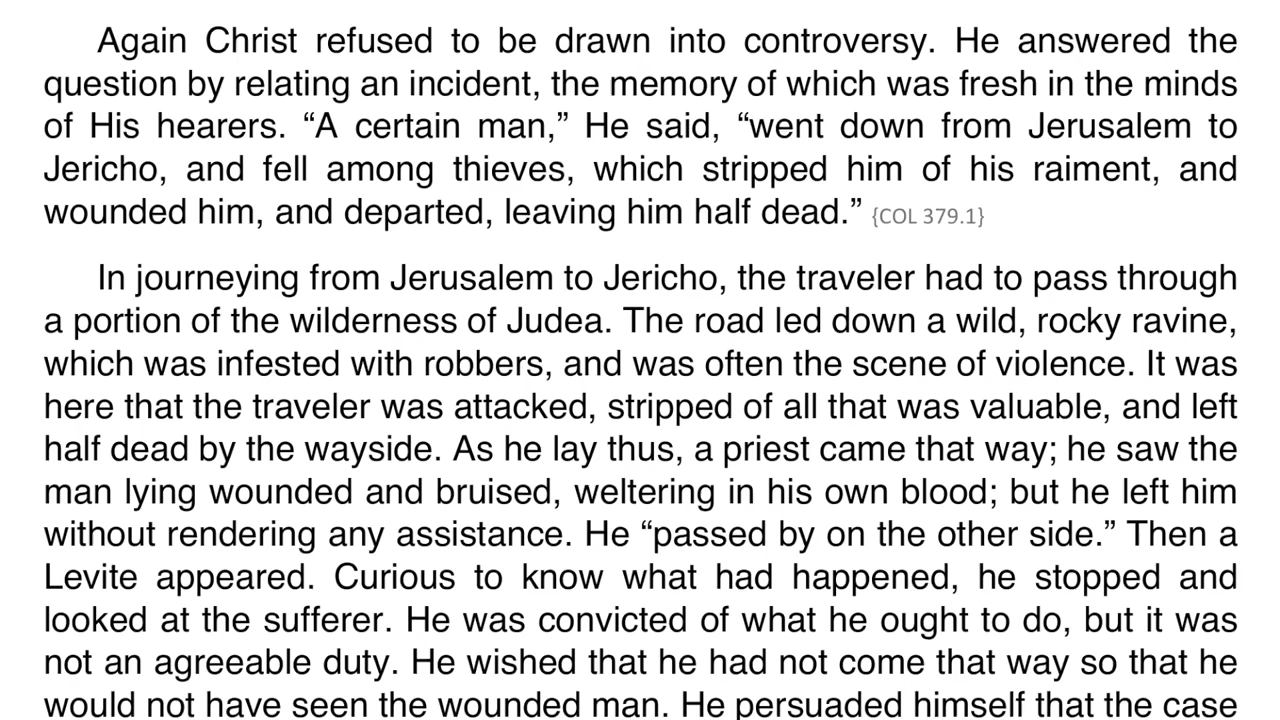 Again Christ refused to be drawn into controversy. He answered the
question by relating an incident, the memory of which was fresh in the minds
of His hearers. “A certain man,” He said, “went down from Jerusalem to
Jericho, and fell among thieves, which stripped him of his raiment, and
wounded him, and departed, leaving him half dead.” {COL 379.1}
In journeying from Jerusalem to Jericho, the traveler had to pass through
a portion of the wilderness of Judea. The road led down a wild, rocky ravine,
which was infested with robbers, and was often the scene of violence. It was
here that the traveler was attacked, stripped of all that was valuable, and left
half dead by the wayside. As he lay thus, a priest came that way; he saw the
man lying wounded and bruised, weltering in his own blood; but he left him
without rendering any assistance. He “passed by on the other side.” Then a
Levite appeared. Curious to know what had happened, he stopped and
looked at the sufferer. He was convicted of what he ought to do, but it was
not an agreeable duty. He wished that he had not come that way so that he
would not have seen the wounded man. He persuaded himself that the case